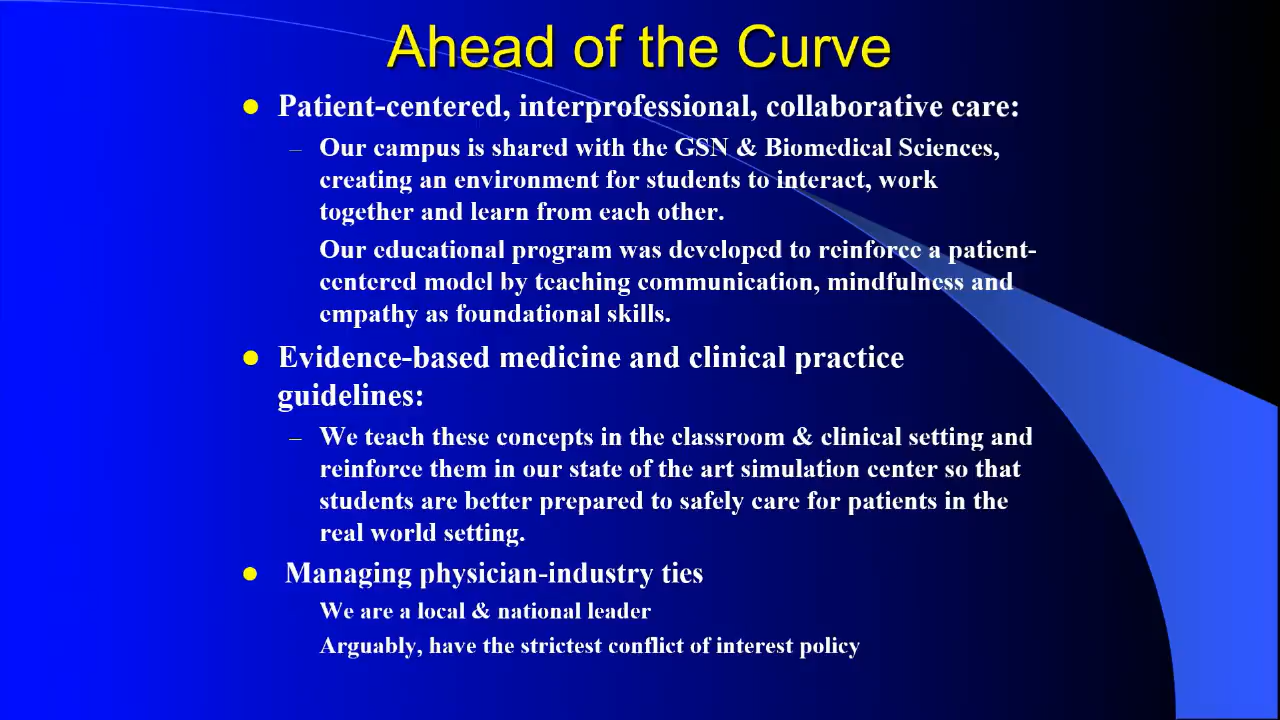 Ahead of the Curve
● Patient-centered, interprofessional, collaborative care:
– Our campus is shared with the GSN & Biomedical Sciences,
creating an environment for students to interact, work
together and learn from each other.
Our educational program was developed to reinforce a patient-
centered model by teaching communication, mindfulness and
empathy as foundational skills.
● Evidence-based medicine and clinical practice
guidelines:
– We teach these concepts in the classroom & clinical setting and
reinforce them in our state of the art simulation center so that
students are better prepared to safely care for patients in the
real world setting.
● Managing physician-industry ties
We are a local & national leader
Arguably, have the strictest conflict of interest policy